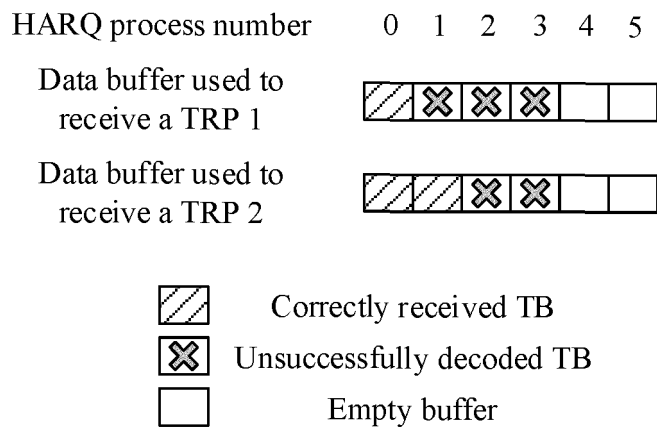 HARQ process number 0 1 2 3 4 5
Data buffer used to
receive a TRP 1
Data buffer used to
receive a TRP 2
Correctly received TB
Unsuccessfully decoded TB
Empty buffer